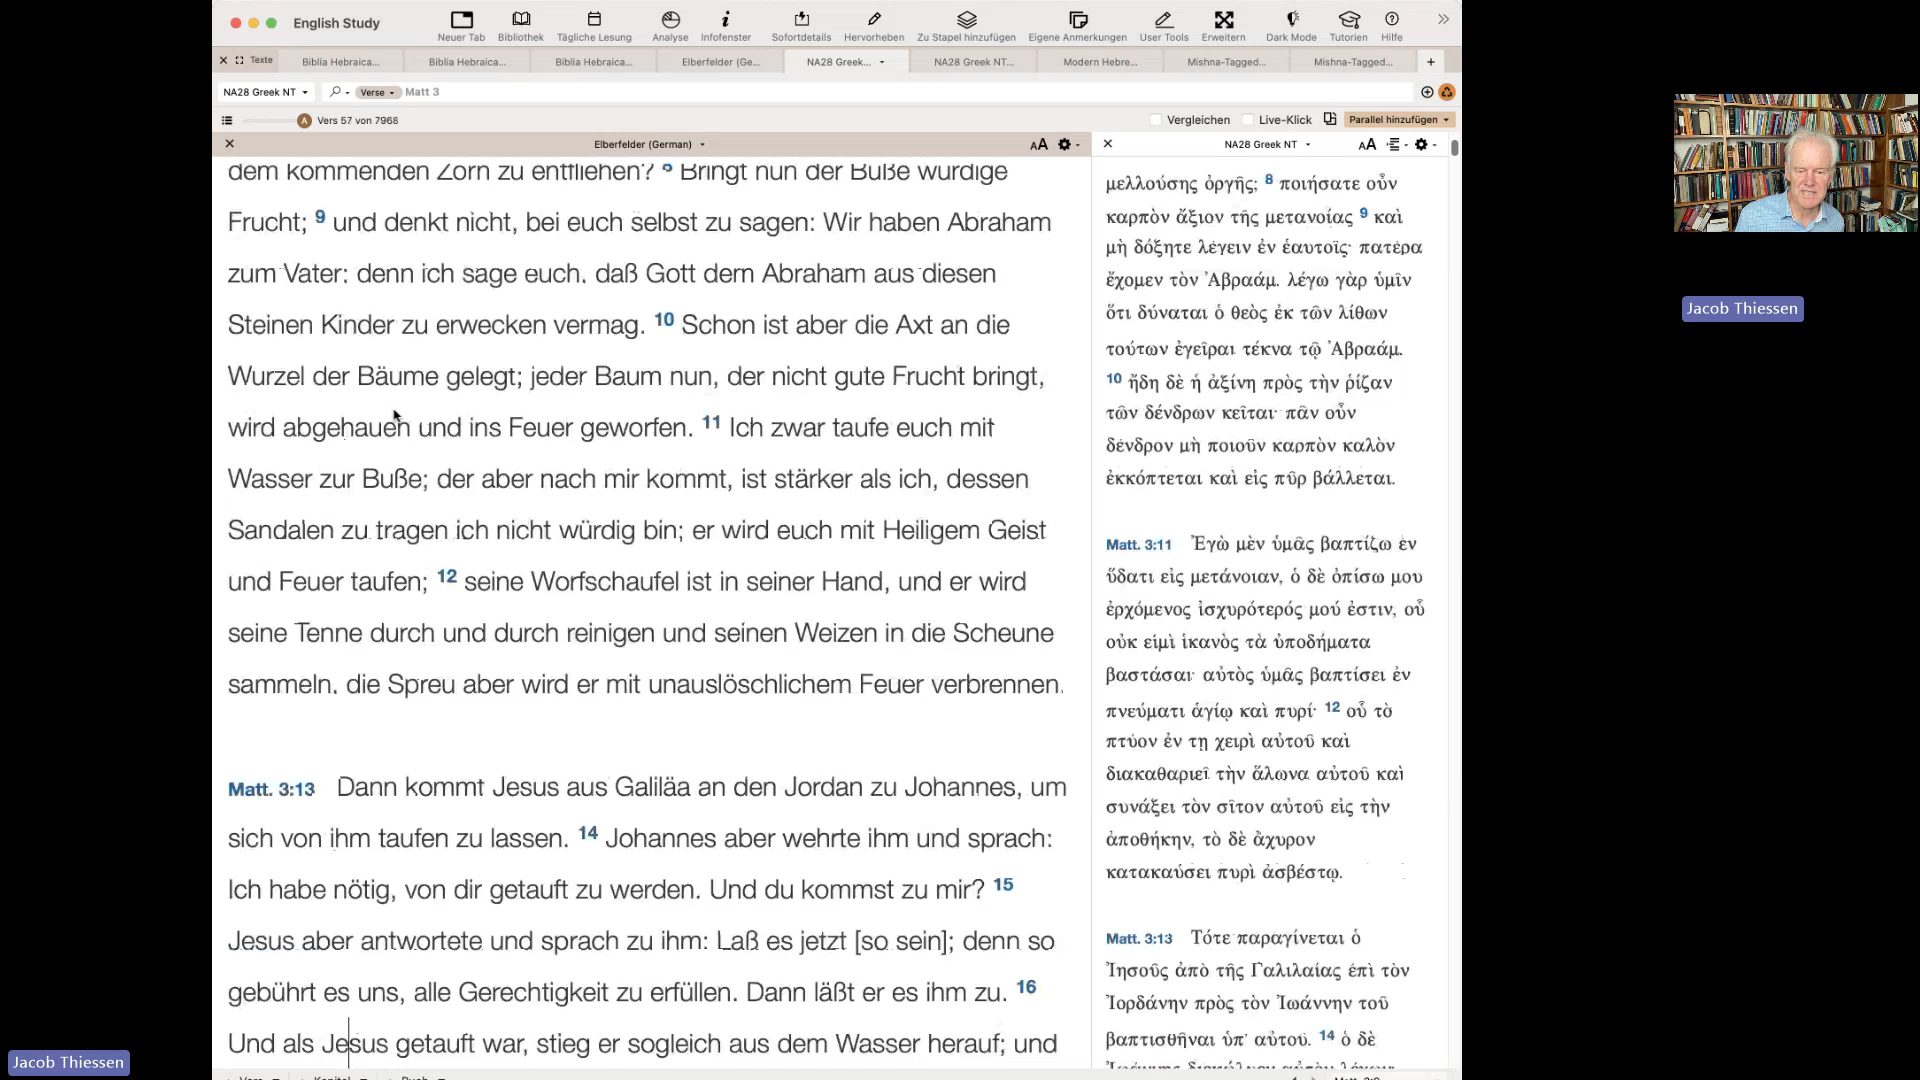 English Study
Neuer Tab
Bibliothek
Tägliche Lesung
Analyse
Infofenster
Sofortdetails
Hervorheben
Zu Stapel hinzufügen
Eigene Anmerkungen
User Tools
Erweitern
Dark Mode
Tutorien
Hilfe
Texte
Biblia Hebraica...
Biblia Hebraica...
Biblia Hebraica...
Elberfelder (Ge...
NA28 Greek...
NA28 Greek NT...
Modern Hebre...
Mishna-Tagged...
Mishna-Tagged...
NA28 Greek NT
Verse
Matt 3
A Vers 57 von 7968
Vergleichen
Live-Klick
Parallel hinzufügen
Elberfelder (German)
dem kommenden Zorn zu entfliehen? 8 Bringt nun der Buße würdige
Frucht; 9 und denkt nicht, bei euch selbst zu sagen: Wir haben Abraham
zum Vater; denn ich sage euch, daß Gott dem Abraham aus diesen
Steinen Kinder zu erwecken vermag. 10 Schon ist aber die Axt an die
Wurzel der Bäume gelegt; jeder Baum nun, der nicht gute Frucht bringt,
wird abgehauen und ins Feuer geworfen. 11 Ich zwar taufe euch mit
Wasser zur Buße; der aber nach mir kommt, ist stärker als ich, dessen
Sandalen zu tragen ich nicht würdig bin; er wird euch mit Heiligem Geist
und Feuer taufen; 12 seine Worfschaufel ist in seiner Hand, und er wird
seine Tenne durch und durch reinigen und seinen Weizen in die Scheune
sammeln, die Spreu aber wird er mit unauslöschlichem Feuer verbrennen.
Matt. 3:13 Dann kommt Jesus aus Galiläa an den Jordan zu Johannes, um
sich von ihm taufen zu lassen. 14 Johannes aber wehrte ihm und sprach:
Ich habe nötig, von dir getauft zu werden. Und du kommst zu mir? 15
Jesus aber antwortete und sprach zu ihm: Laß es jetzt [so sein]; denn so
gebührt es uns, alle Gerechtigkeit zu erfüllen. Dann läßt er es ihm zu. 16
Und als Jesus getauft war, stieg er sogleich aus dem Wasser herauf; und
NA28 Greek NT
μελλούσης ὀργῆς; 8 ποιήσατε οὖν
καρπὸν ἄξιον τῆς μετανοίας 9 καὶ
μὴ δόξητε λέγειν ἐν ἑαυτοῖς· πατέρα
ἔχομεν τὸν Ἀβραάμ. λέγω γὰρ ὑμῖν
ὅτι δύναται ὁ θεὸς ἐκ τῶν λίθων
τούτων ἐγεῖραι τέκνα τῷ Ἀβραάμ.
10 ἤδη δὲ ἡ ἀξίνη πρὸς τὴν ῥίζαν
τῶν δένδρων κεῖται· πᾶν οὖν
δένδρον μὴ ποιοῦν καρπὸν καλὸν
ἐκκόπτεται καὶ εἰς πῦρ βάλλεται.
Matt. 3:11 Ἐγὼ μὲν ὑμᾶς βαπτίζω ἐν
ὕδατι εἰς μετάνοιαν, ὁ δὲ ὀπίσω μου
ἐρχόμενος ἰσχυρότερός μού ἐστιν, οὗ
οὐκ εἰμὶ ἱκανὸς τὰ ὑποδήματα
βαστάσαι· αὐτὸς ὑμᾶς βαπτίσει ἐν
πνεύματι ἁγίῳ καὶ πυρί· 12 οὗ τὸ
πτύον ἐν τῇ χειρὶ αὐτοῦ καὶ
διακαθαριεῖ τὴν ἅλωνα αὐτοῦ καὶ
συνάξει τὸν σῖτον αὐτοῦ εἰς τὴν
ἀποθήκην, τὸ δὲ ἄχυρον
κατακαύσει πυρὶ ἀσβέστῳ.
Matt. 3:13 Τότε παραγίνεται ὁ
Ἰησοῦς ἀπὸ τῆς Γαλιλαίας ἐπὶ τὸν
Ἰορδάνην πρὸς τὸν Ἰωάννην τοῦ
βαπτισθῆναι ὑπ᾽ αὐτοῦ. 14 ὁ δὲ
Jacob Thiessen
Jacob Thiessen